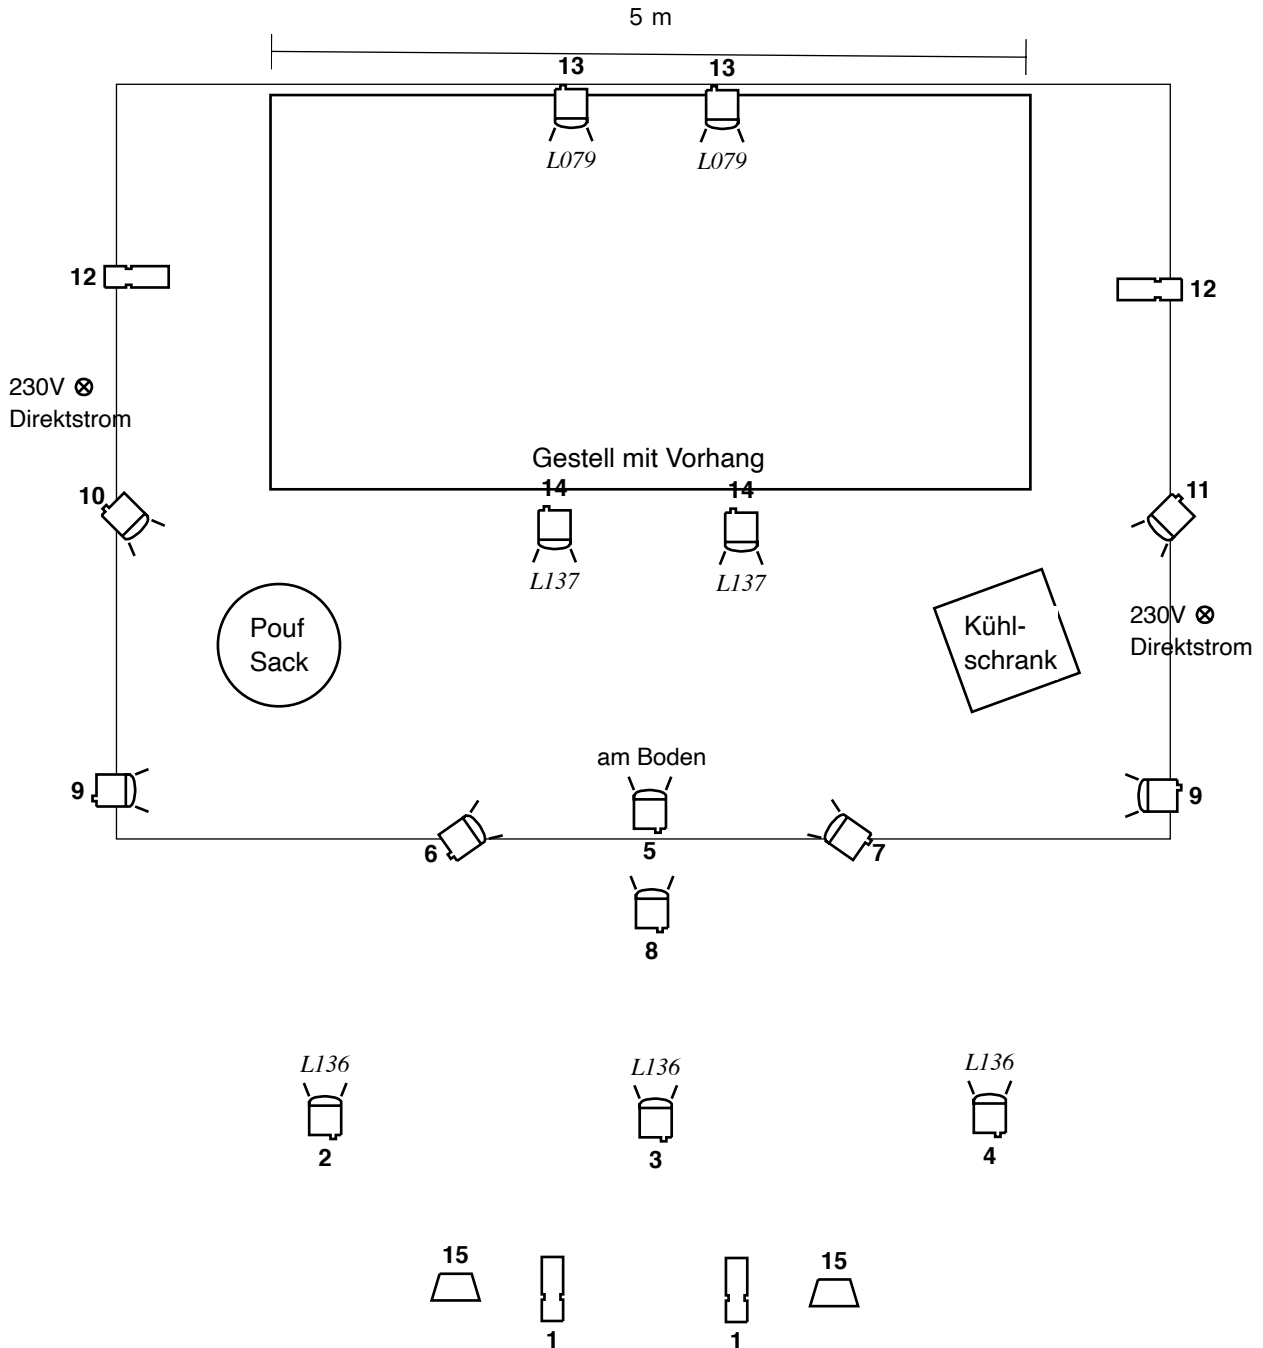 5 m
13 13
L079 L079
12 12
230V
Direktstrom
Gestell mit Vorhang
10 14 14 11
L137 L137
Pouf
Sack
Kühl-
schrank
230V
Direktstrom
am Boden
9 9
6 5 7
8
L136 L136 L136
2 3 4
15 15
1 1